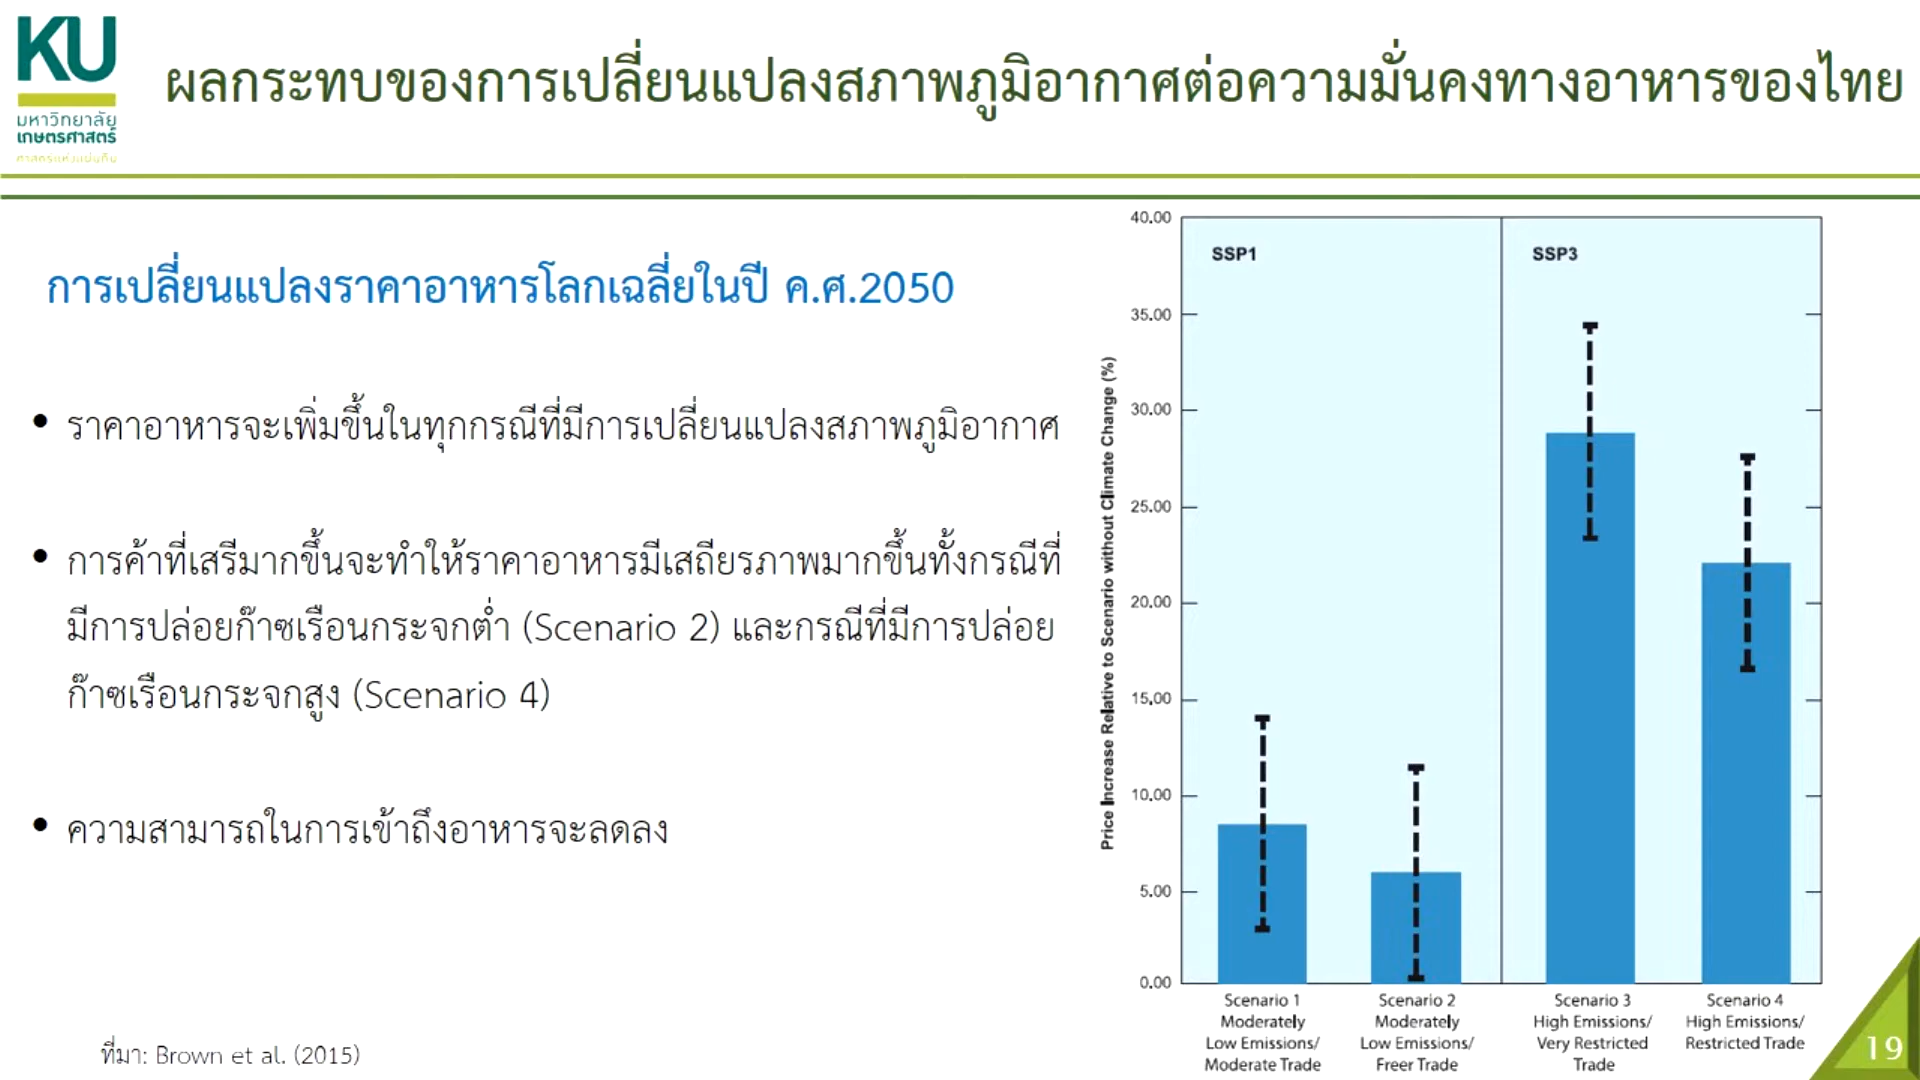 KU
มหาวิทยาลัย
เกษตรศาสตร์
ศาสตร์แห่งแผ่นดิน
ผลกระทบของการเปลี่ยนแปลงสภาพภูมิอากาศต่อความมั่นคงทางอาหารของไทย
การเปลี่ยนแปลงราคาอาหารโลกเฉลี่ยในปี ค.ศ.2050
• ราคาอาหารจะเพิ่มขึ้นในทุกกรณีที่มีการเปลี่ยนแปลงสภาพภูมิอากาศ
• การค้าที่เสรีมากขึ้นจะทำให้ราคาอาหารมีเสถียรภาพมากขึ้นทั้งกรณีที่
มีการปล่อยก๊าซเรือนกระจกต่ำ (Scenario 2) และกรณีที่มีการปล่อย
ก๊าซเรือนกระจกสูง (Scenario 4)
• ความสามารถในการเข้าถึงอาหารจะลดลง
ที่มา: Brown et al. (2015)
Price Increase Relative to Scenario without Climate Change (%)
40.00
35.00
30.00
25.00
20.00
15.00
10.00
5.00
0.00
SSP1
SSP3
Scenario 1
Moderately
Low Emissions/
Moderate Trade
Scenario 2
Moderately
Low Emissions/
Freer Trade
Scenario 3
High Emissions/
Very Restricted
Trade
Scenario 4
High Emissions/
Restricted Trade
19